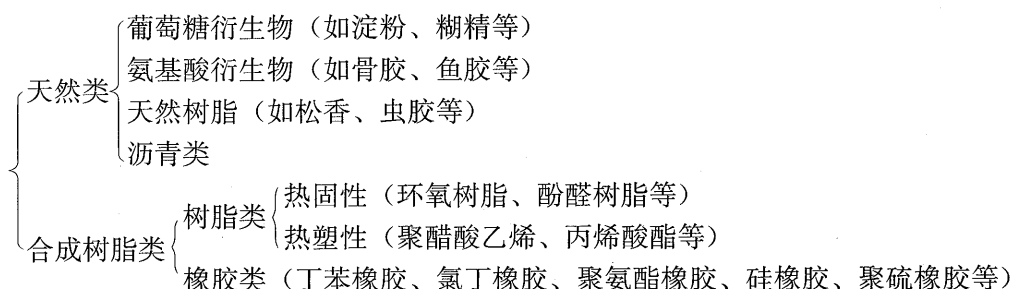 葡萄糖衍生物（如淀粉、糊精等）
氨基酸衍生物（如骨胶、鱼胶等）
天然类
天然树脂（如松香、虫胶等）
沥青类
热固性（环氧树脂、酚醛树脂等）
树脂类
热塑性（聚醋酸乙烯、丙烯酸酯等）
合成树脂类
橡胶类（丁苯橡胶、氯丁橡胶、聚氨酯橡胶、硅橡胶、聚硫橡胶等）